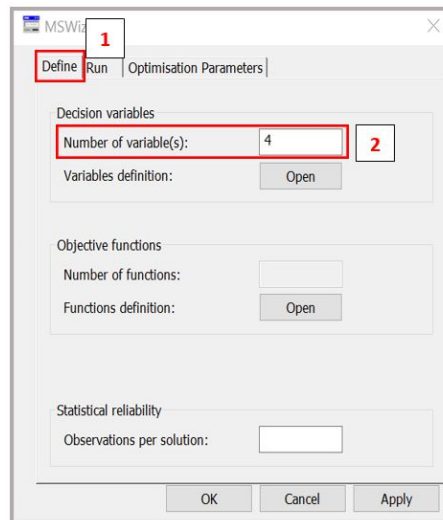 MSWiz
1
Define Run Optimisation Parameters
Decision variables
Number of variable(s): 4 2
Variables definition: Open
Objective functions
Number of functions:
Functions definition: Open
Statistical reliability
Observations per solution:
OK Cancel Apply